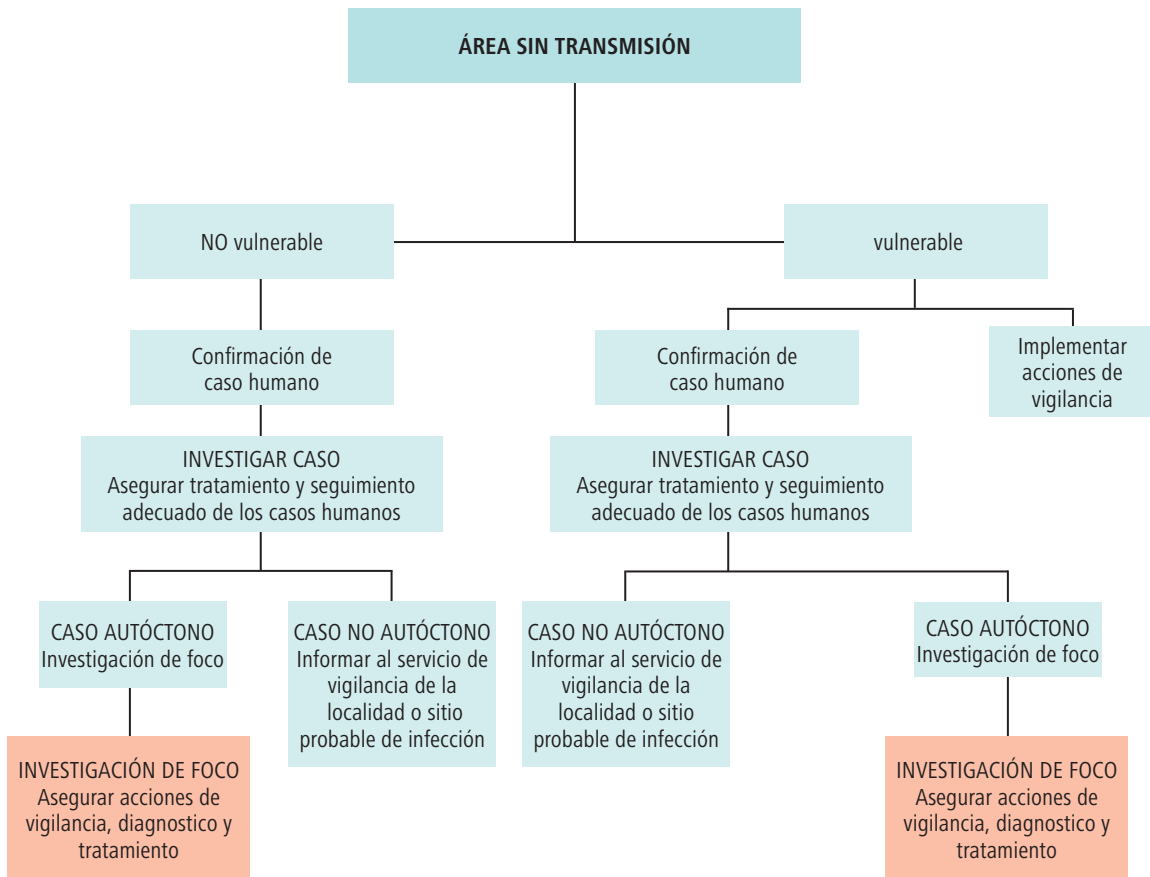 ÁREA SIN TRANSMISIÓN
NO vulnerable
vulnerable
Confirmación de
caso humano
Confirmación de
caso humano
Implementar
acciones de
vigilancia
INVESTIGAR CASO
Asegurar tratamiento y seguimiento
adecuado de los casos humanos
INVESTIGAR CASO
Asegurar tratamiento y seguimiento
adecuado de los casos humanos
CASO AUTÓCTONO
Investigación de foco
CASO NO AUTÓCTONO
Informar al servicio de
vigilancia de la
localidad o sitio
probable de infección
CASO NO AUTÓCTONO
Informar al servicio de
vigilancia de la
localidad o sitio
probable de infección
CASO AUTÓCTONO
Investigación de foco
INVESTIGACIÓN DE FOCO
Asegurar acciones de
vigilancia, diagnostico y
tratamiento
INVESTIGACIÓN DE FOCO
Asegurar acciones de
vigilancia, diagnostico y
tratamiento